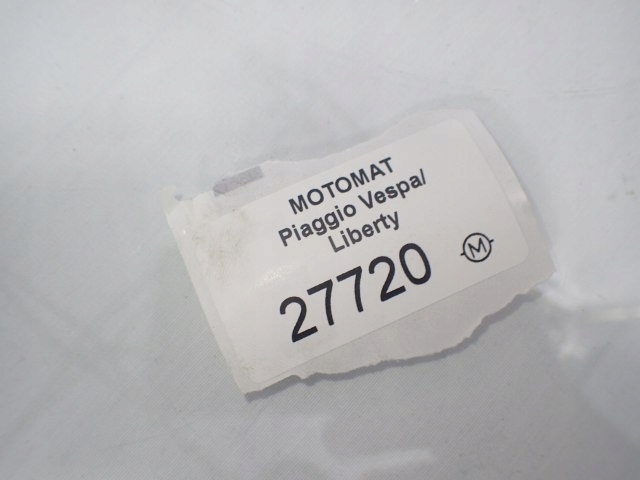 MOTOMAT
Piaggio Vespa/
Liberty
27720
M